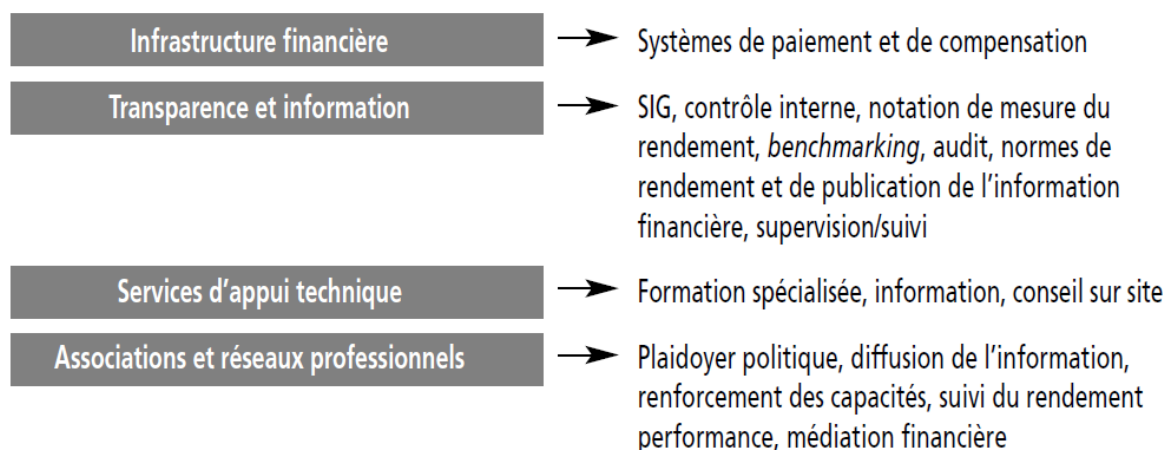 Infrastructure financière
Systèmes de paiement et de compensation
Transparence et information
SIG, contrôle interne, notation de mesure du
rendement, benchmarking, audit, normes de
rendement et de publication de l’information
financière, supervision/suivi
Services d’appui technique
Formation spécialisée, information, conseil sur site
Associations et réseaux professionnels
Plaidoyer politique, diffusion de l’information,
renforcement des capacités, suivi du rendement
performance, médiation financière